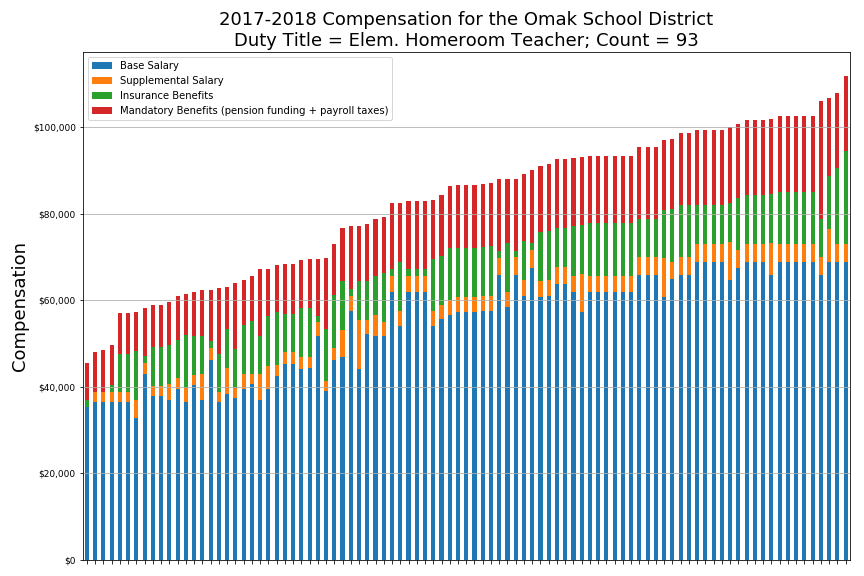 2017-2018 Compensation for the Omak School District
Duty Title = Elem. Homeroom Teacher; Count = 93
Base Salary
Supplemental Salary
Insurance Benefits
Mandatory Benefits (pension funding + payroll taxes)
$100,000
$80,000
$60,000
$40,000
$20,000
$0
Compensation